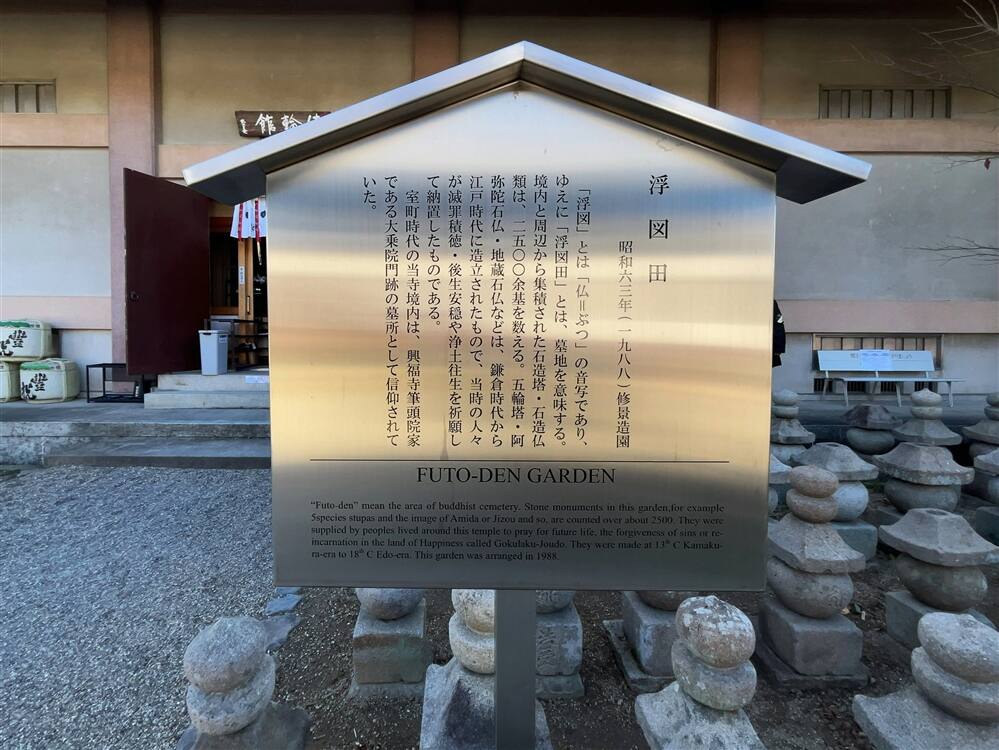 輪館
浮図田
昭和六三年（一九八八）修景造園
「浮図」とは「仏＝ぶつ」の音写であり、
ゆえに「浮図田」とは、墓地を意味する。
境内と周辺から集積された石造塔・石造仏
類は、二五〇〇余基を数える。五輪塔・阿
弥陀石仏・地蔵石仏などは、鎌倉時代から
江戸時代に造立されたもので、当時の人々
が滅罪積徳・後生安穏や浄土往生を祈願し
て納置したものである。
室町時代の当寺境内は、興福寺筆頭院家
である大乗院門跡の墓所として信仰されて
いた。
FUTO-DEN GARDEN
"Futo-den" mean the area of buddhist cemetery. Stone monuments in this garden,for example
5species stupas and the image of Amida or Jizou and so, are counted over about 2500. They were
supplied by peoples lived around this temple to pray for future life, the forgiveness of sins or re-
incarnation in the land of Happiness called Gokulaku-Joudo. They were made at 13th C Kamaku-
ra-era to 18th C Edo-era. This garden was arranged in 1988.